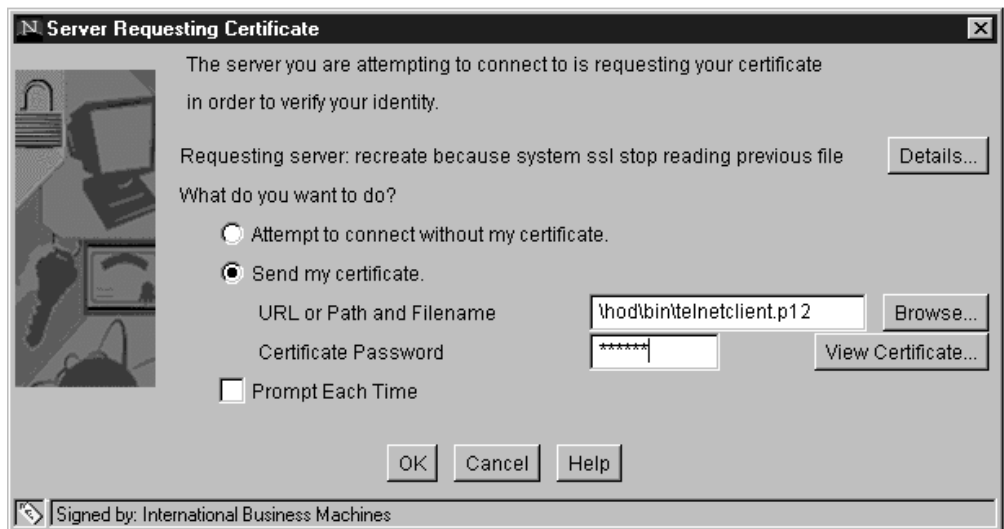 N Server Requesting Certificate
The server you are attempting to connect to is requesting your certificate
in order to verify your identity.
Requesting server: recreate because system ssl stop reading previous file Details...
What do you want to do?
Attempt to connect without my certificate.
Send my certificate.
URL or Path and Filename \hod\bin\telnetclient.p12 Browse...
Certificate Password ****** View Certificate...
Prompt Each Time
OK Cancel Help
Signed by: International Business Machines